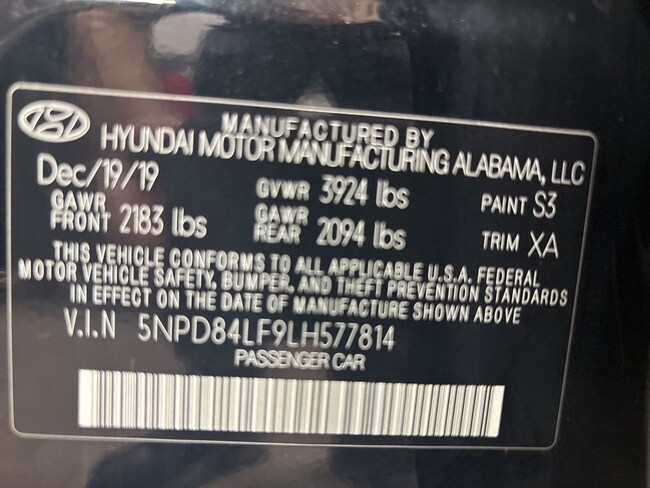 MANUFACTURED BY
HYUNDAI MOTOR MANUFACTURING ALABAMA, LLC
Dec/19/19 GVWR 3924 lbs PAINT S3
GAWR FRONT 2183 lbs GAWR REAR 2094 lbs TRIM XA
THIS VEHICLE CONFORMS TO ALL APPLICABLE U.S.A. FEDERAL
MOTOR VEHICLE SAFETY, BUMPER, AND THEFT PREVENTION STANDARDS
IN EFFECT ON THE DATE OF MANUFACTURE SHOWN ABOVE
V.I.N 5NPD84LF9LH577814
PASSENGER CAR